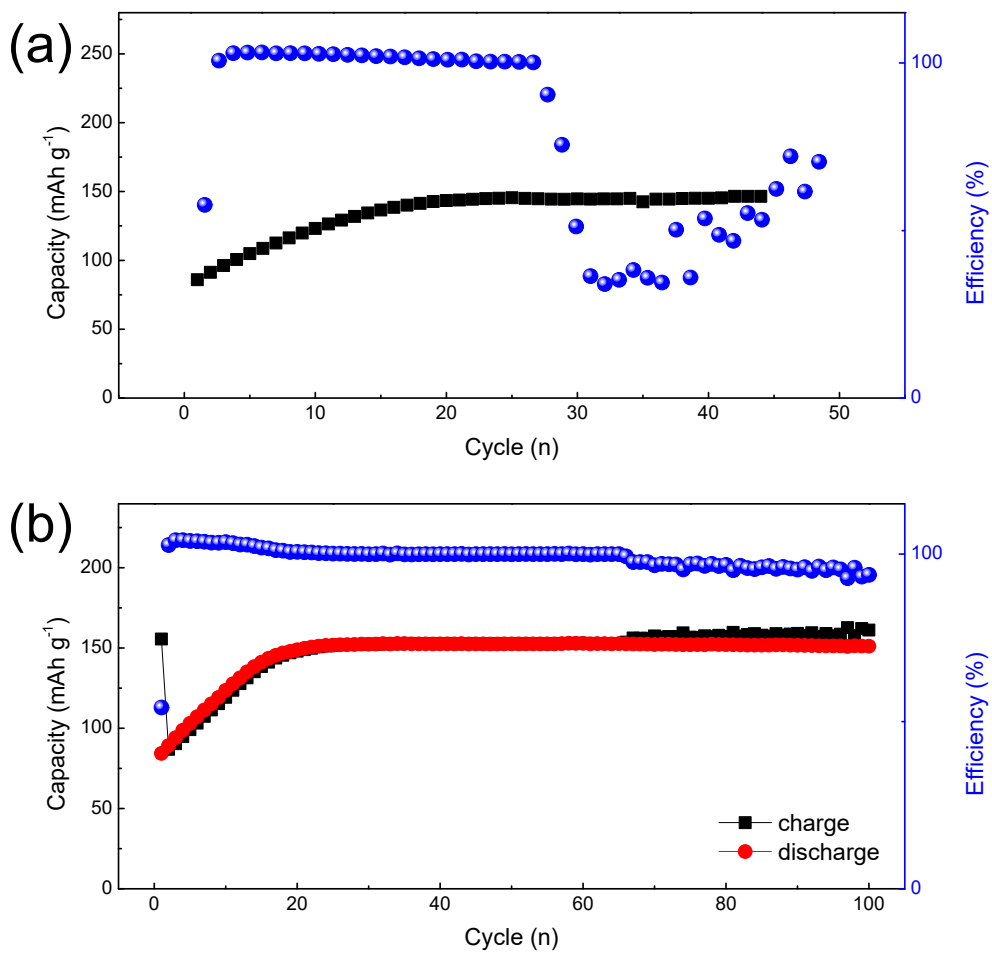 (a)
250
200
150
100
50
0
Capacity (mAh g⁻¹)
100
0
Efficiency (%)
0 10 20 30 40 50
Cycle (n)
(b)
200
150
100
50
0
Capacity (mAh g⁻¹)
100
0
Efficiency (%)
charge
discharge
0 20 40 60 80 100
Cycle (n)